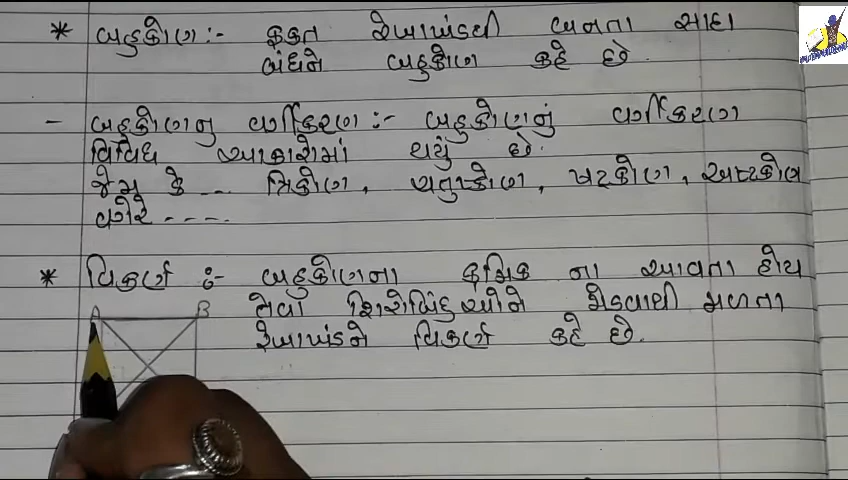 * બહુકોણ :- ફક્ત રેખાખંડથી બનતા સાદા
બંધને બહુકોણ કહે છે.
- બહુકોણનુ વર્ગીકરણ :- બહુકોણનું વર્ગીકરણ
વિવિધ આકારોમાં થયું છે.
જેમ કે ... ત્રિકોણ, ચતુષ્કોણ, ષટકોણ, અષ્ટકોણ
વગેરે ----.
* વિકર્ણ :- બહુકોણના ક્રમિક ના આવતા હોય
તેવા શિરોબિંદુઓને જોડવાથી મળતા
રેખાખંડને વિકર્ણ કહે છે.
A B